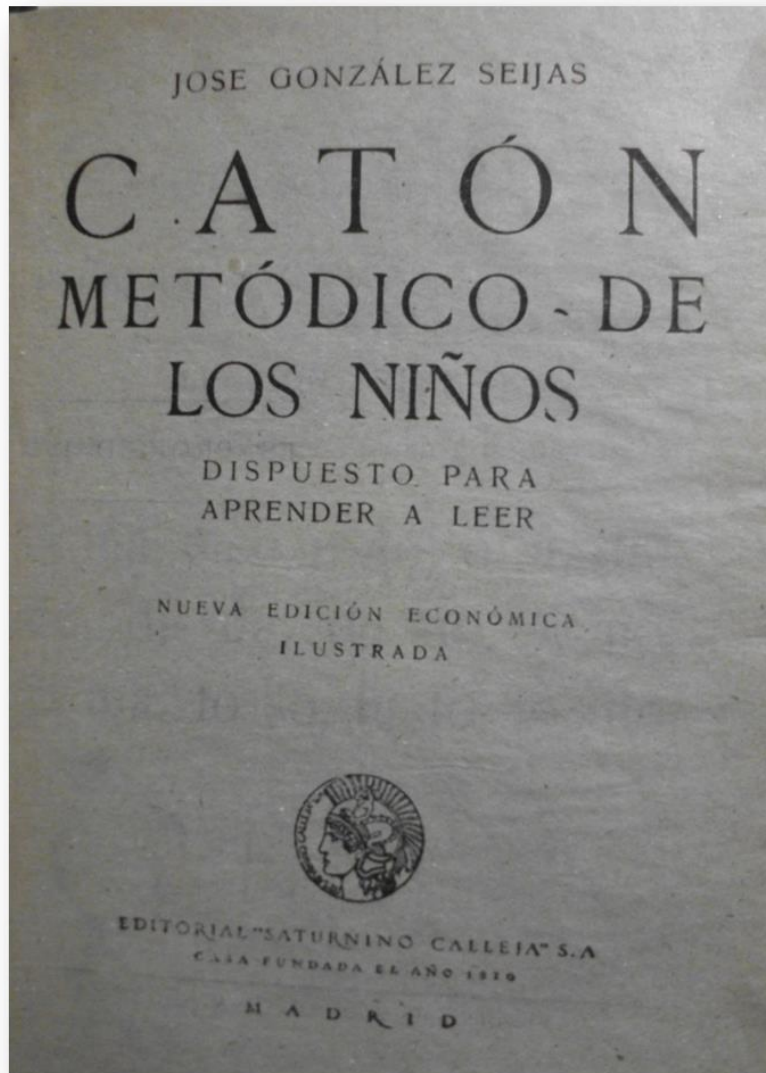 JOSE GONZÁLEZ SEIJAS
CATÓN
METÓDICO - DE
LOS NIÑOS
DISPUESTO PARA
APRENDER A LEER
NUEVA EDICIÓN ECONÓMICA
ILUSTRADA
EDITORIAL "SATURNINO CALLEJA" S.A
CASA FUNDADA EL AÑO
MADRID